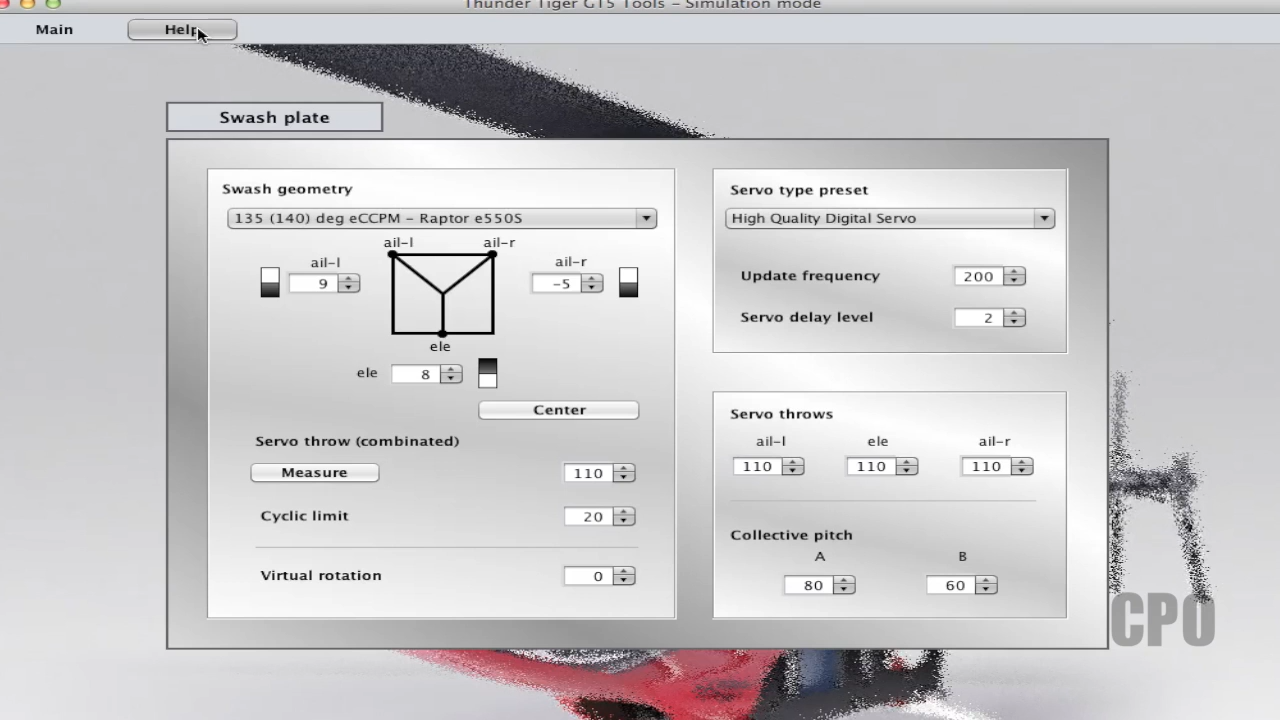 Thunder Tiger GT5 Tools – Simulation mode
Main Help
Swash plate
Swash geometry
135 (140) deg eCCPM – Raptor e550S
ail-l ail-r
ail-l ail-r
9 -5
ele
ele 8
Center
Servo throw (combinated)
Measure 110
Cyclic limit 20
Virtual rotation 0
Servo type preset
High Quality Digital Servo
Update frequency 200
Servo delay level 2
Servo throws
ail-l ele ail-r
110 110 110
Collective pitch
A B
80 60
CPO